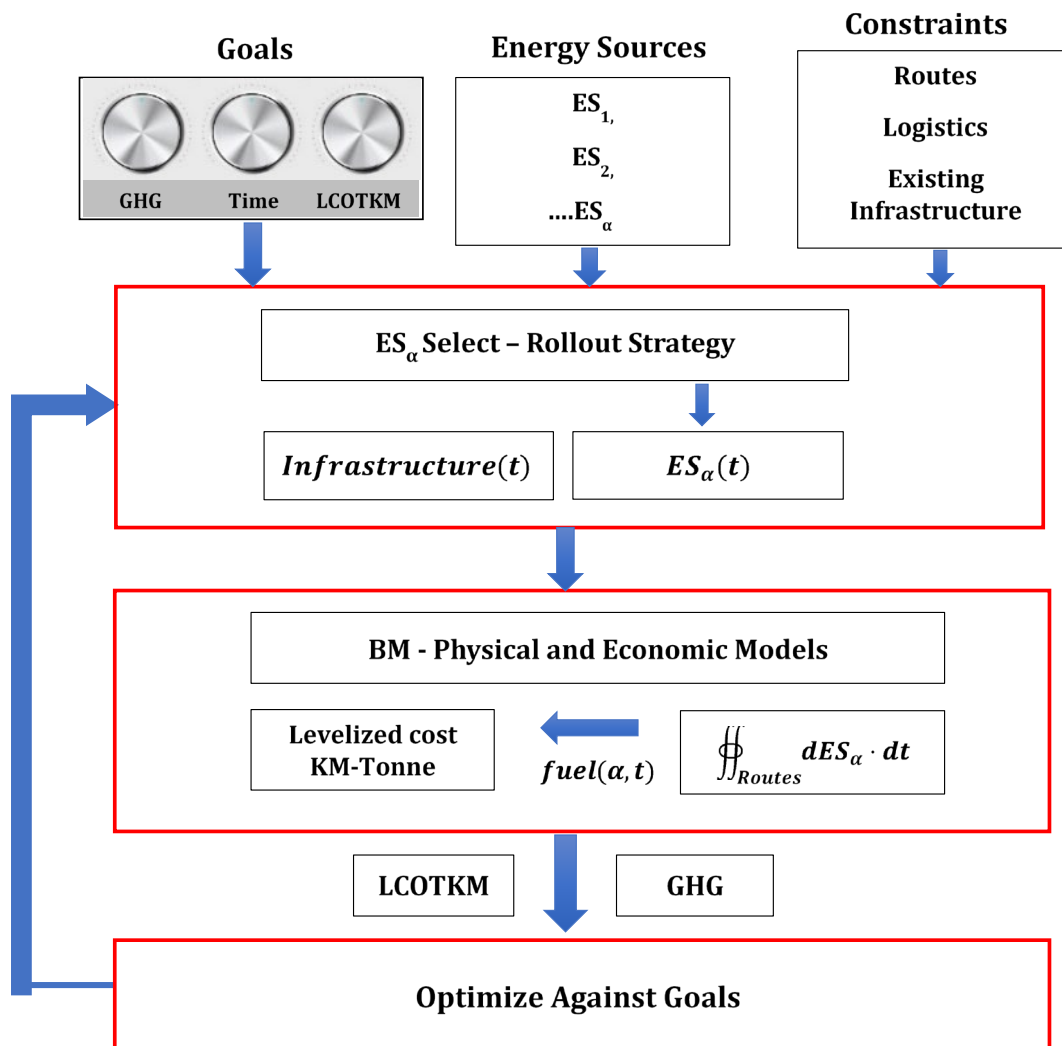 Goals
GHG Time LCOTKM
Energy Sources
ES1,
ES2,
....ESα
Constraints
Routes
Logistics
Existing
Infrastructure
ESα Select – Rollout Strategy
Infrastructure(t)
ESα(t)
BM - Physical and Economic Models
Levelized cost
KM-Tonne
fuel(α, t)
∯Routes dESα · dt
LCOTKM
GHG
Optimize Against Goals